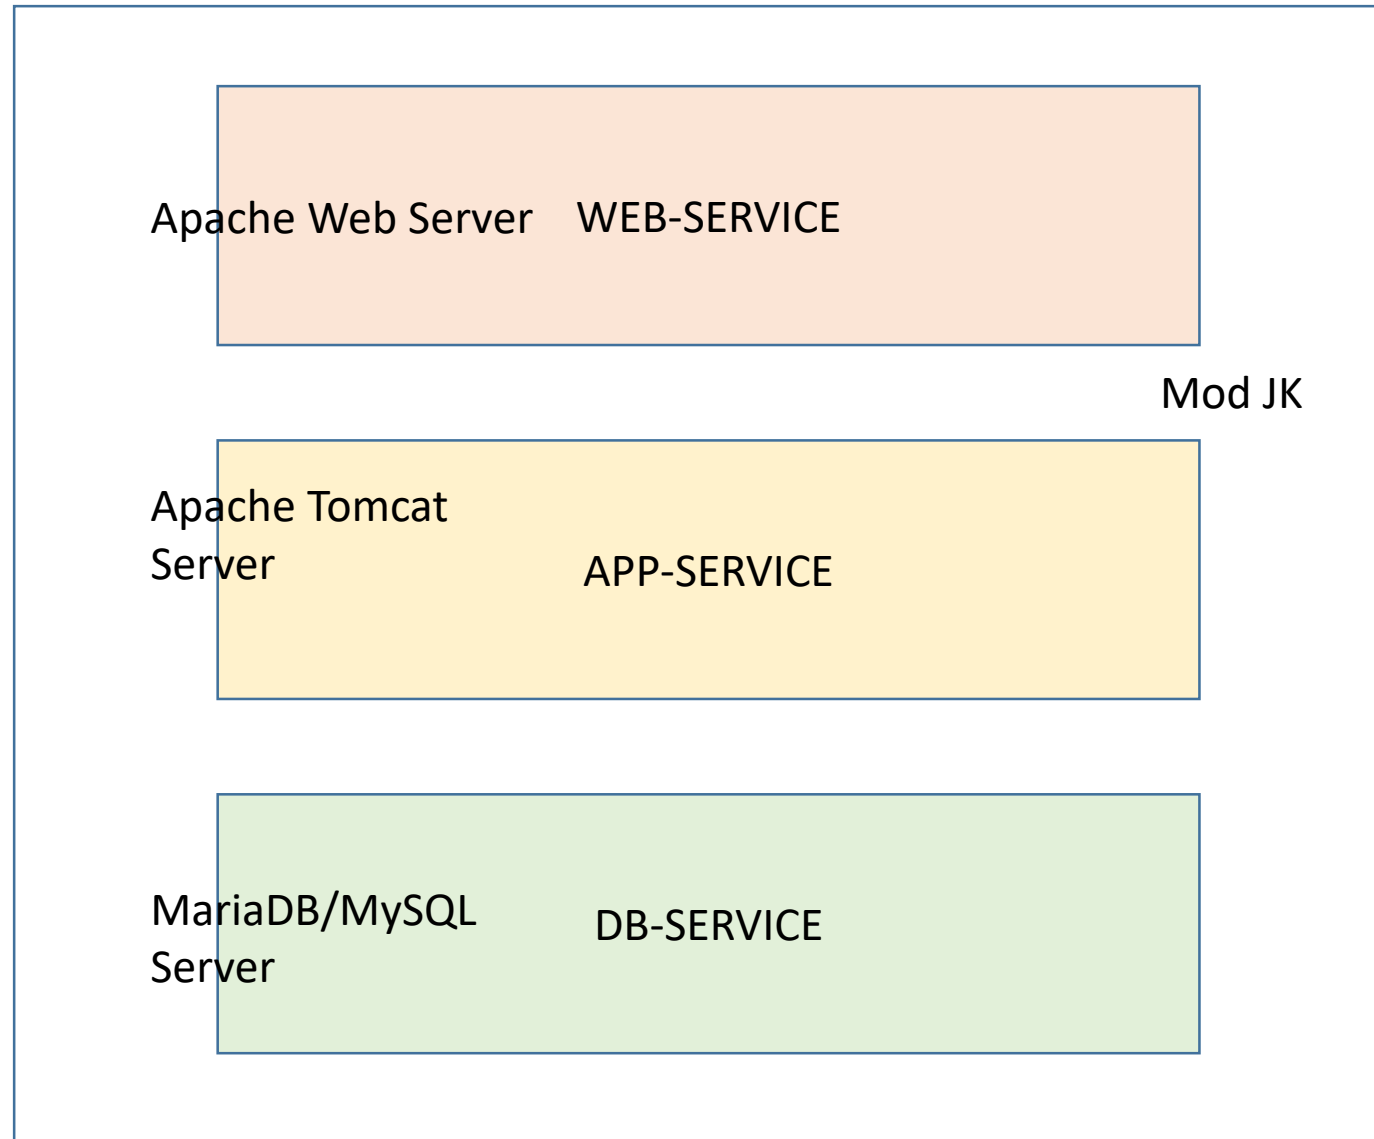 Apache Web Server
WEB-SERVICE
Mod JK
Apache Tomcat
Server
APP-SERVICE
MariaDB/MySQL
Server
DB-SERVICE